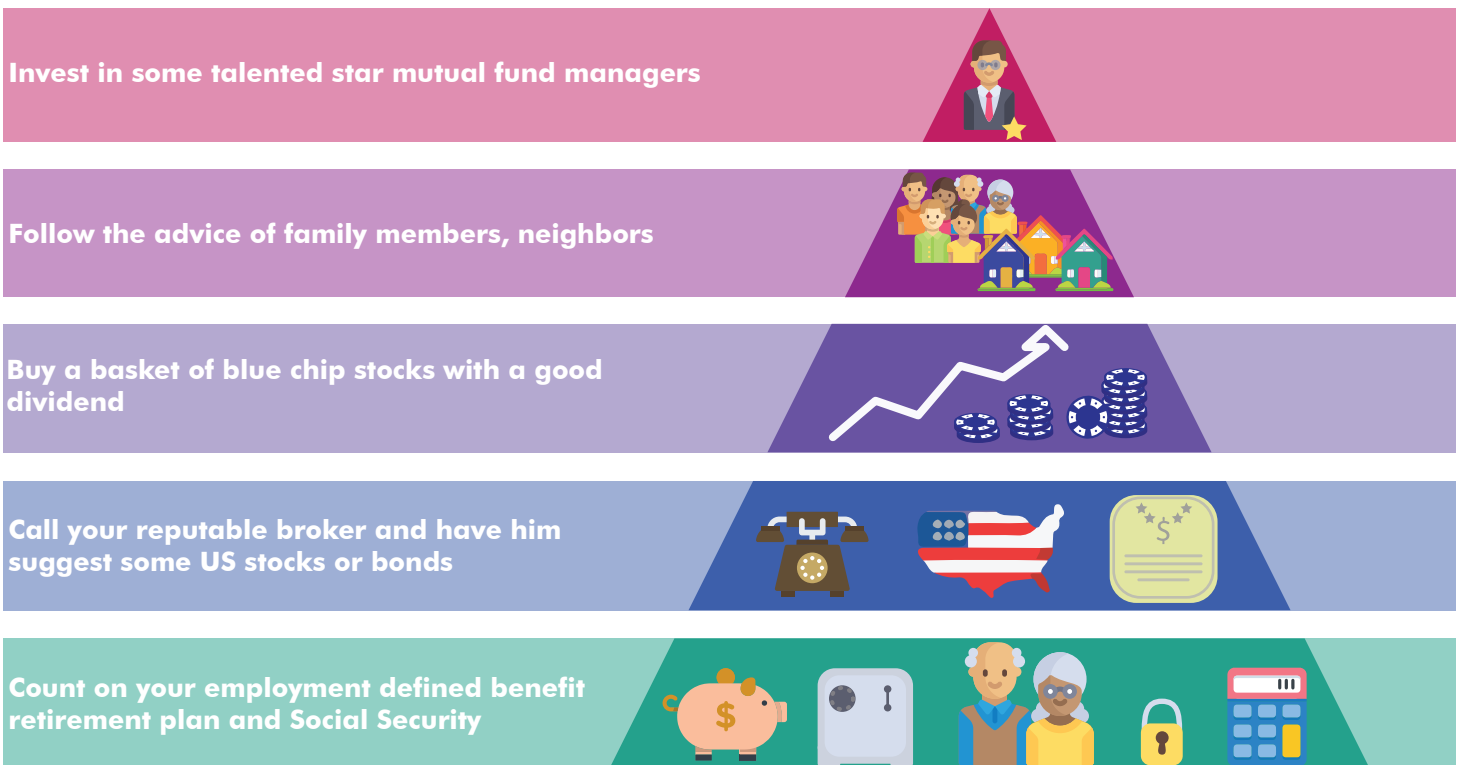 Invest in some talented star mutual fund managers
Follow the advice of family members, neighbors
Buy a basket of blue chip stocks with a good
dividend
Call your reputable broker and have him
suggest some US stocks or bonds
$
Count on your employment defined benefit
retirement plan and Social Security
$